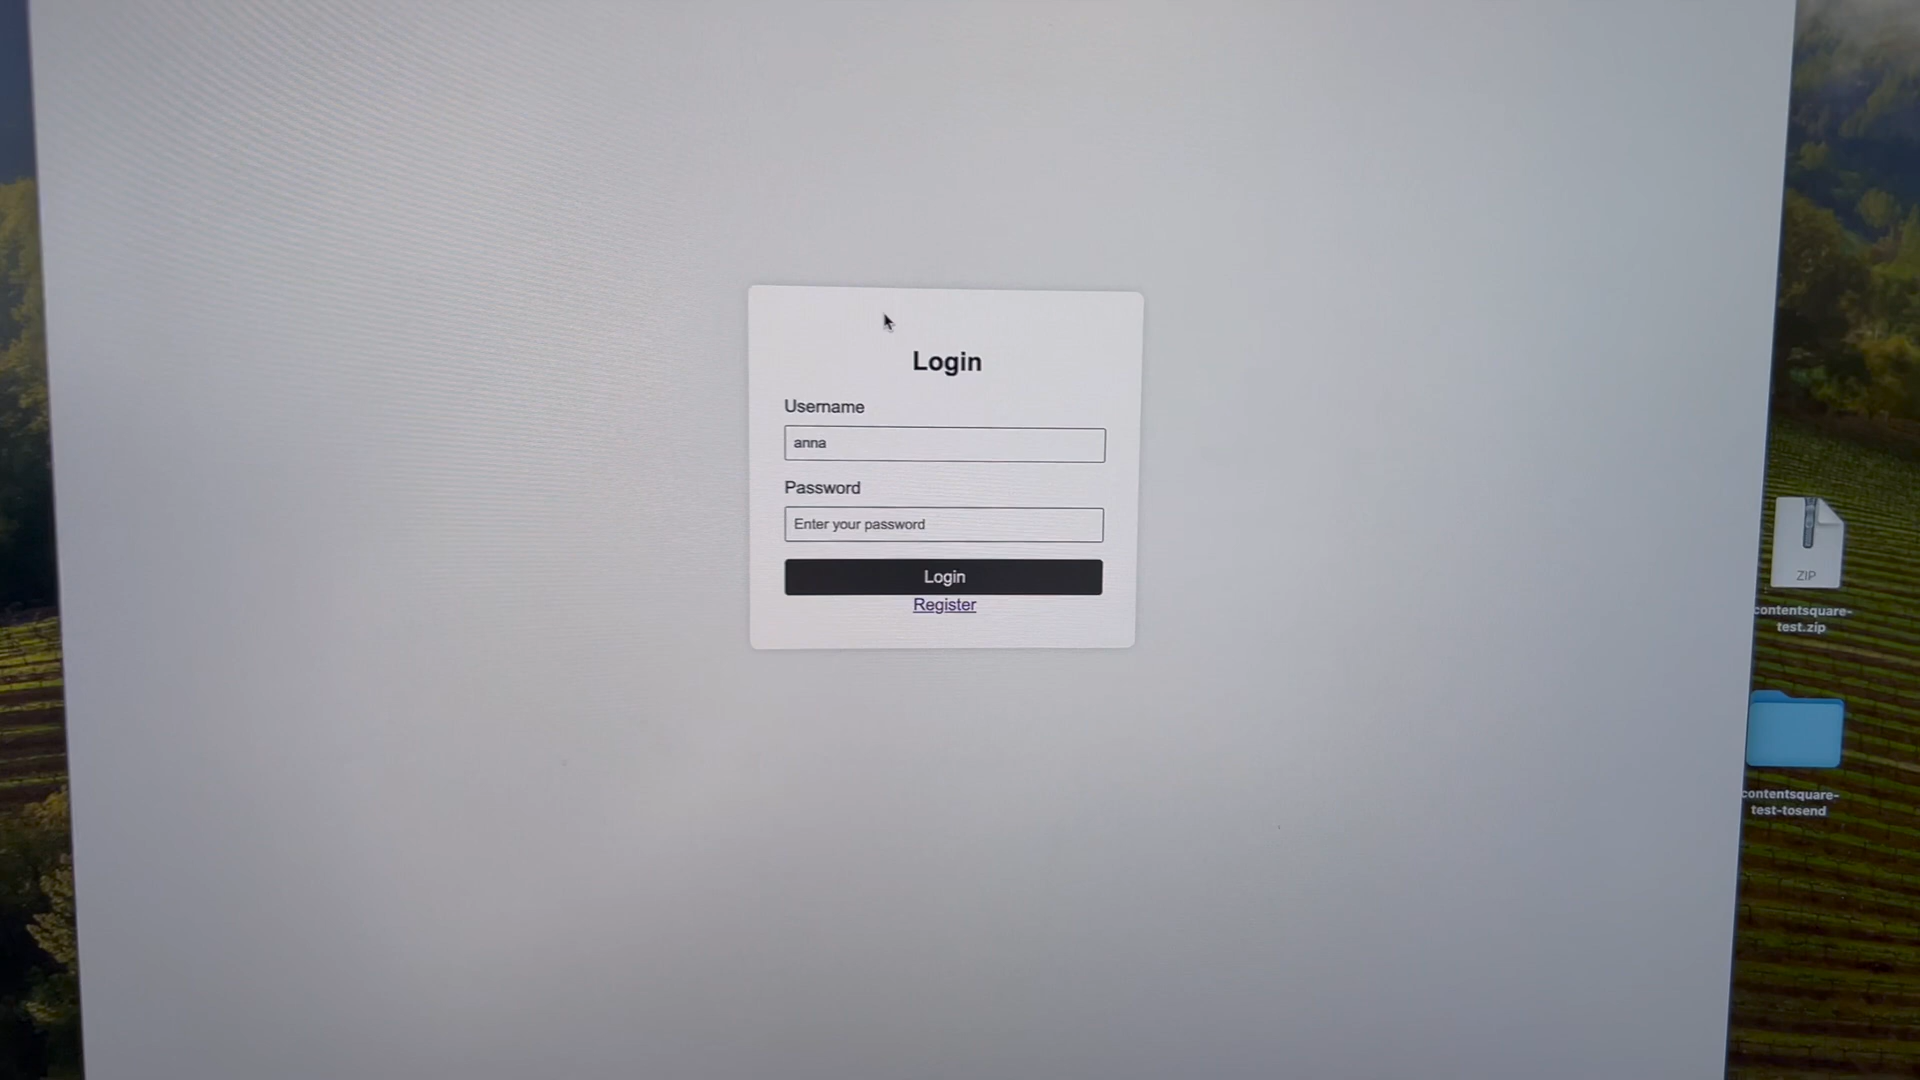 Login
Username
anna
Password
Enter your password
Login
Register
ZIP
contentsquare-
test.zip
contentsquare-
test-tosend